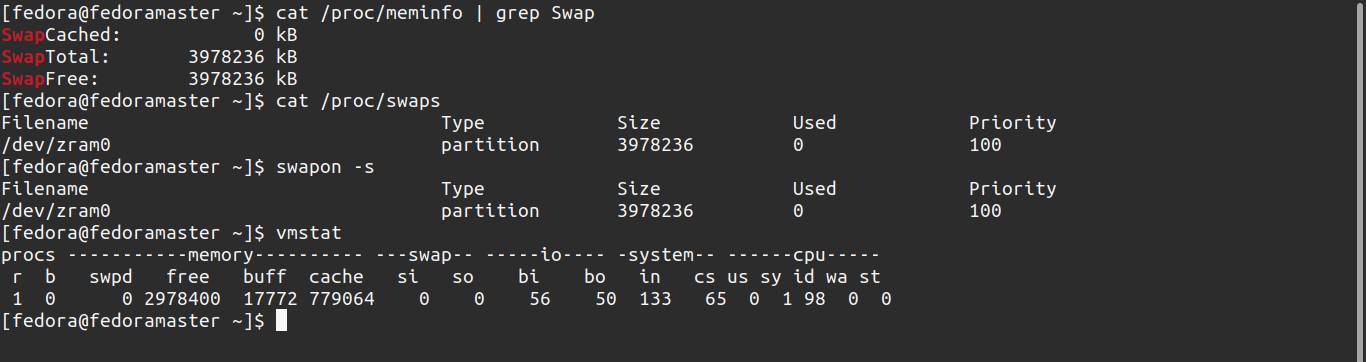 [fedora@fedoramaster ~]$ cat /proc/meminfo | grep Swap
SwapCached:            0 kB
SwapTotal:       3978236 kB
SwapFree:        3978236 kB
[fedora@fedoramaster ~]$ cat /proc/swaps
Filename                                Type            Size            Used            Priority
/dev/zram0                              partition       3978236         0               100
[fedora@fedoramaster ~]$ swapon -s
Filename                                Type            Size            Used            Priority
/dev/zram0                              partition       3978236         0               100
[fedora@fedoramaster ~]$ vmstat
procs -----------memory---------- ---swap-- -----io---- -system-- ------cpu-----
 r  b   swpd   free   buff  cache   si   so    bi    bo   in   cs us sy id wa st
 1  0      0 2978400  17772 779064    0    0    56     50  133   65  0  1 98  0  0
[fedora@fedoramaster ~]$